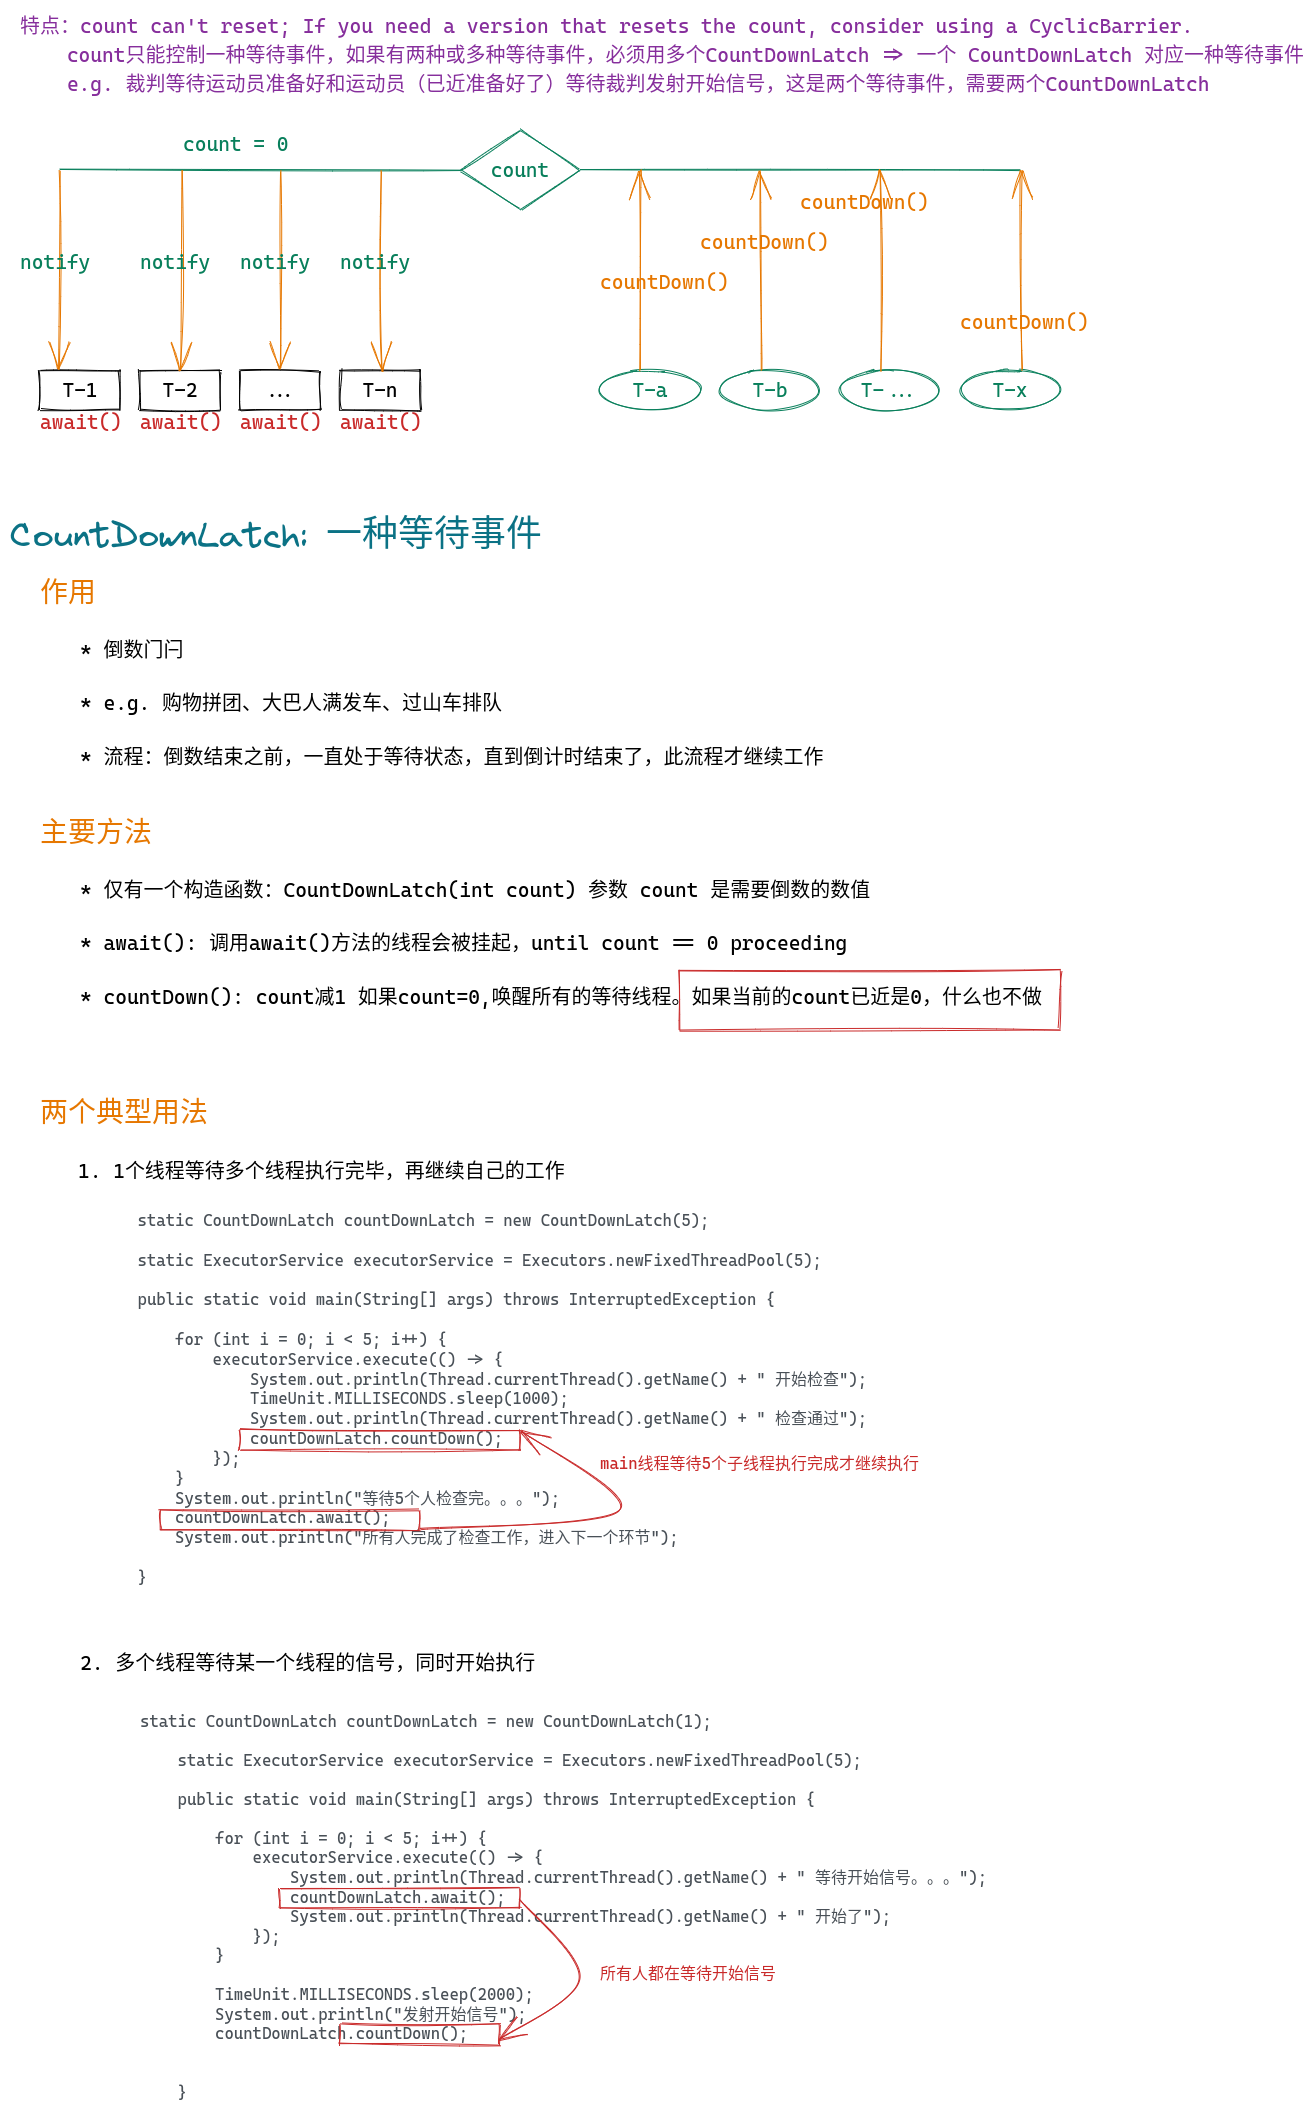 特点：count can't reset; If you need a version that resets the count, consider using a CyclicBarrier.
count只能控制一种等待事件，如果有两种或多种等待事件，必须用多个CountDownLatch => 一个 CountDownLatch 对应一种等待事件
e.g. 裁判等待运动员准备好和运动员（已近准备好了）等待裁判发射开始信号，这是两个等待事件，需要两个CountDownLatch
count = 0
count
countDown()
countDown()
notify notify notify notify
countDown()
countDown()
T-1 T-2 ... T-n T-a T-b T-... T-x
await() await() await() await()
CountDownLatch: 一种等待事件
作用
* 倒数门闩
* e.g. 购物拼团、大巴人满发车、过山车排队
* 流程：倒数结束之前，一直处于等待状态，直到倒计时结束了，此流程才继续工作
主要方法
* 仅有一个构造函数：CountDownLatch(int count) 参数 count 是需要倒数的数值
* await(): 调用await()方法的线程会被挂起，until count == 0 proceeding
* countDown(): count减1 如果count=0,唤醒所有的等待线程。如果当前的count已近是0，什么也不做
两个典型用法
1. 1个线程等待多个线程执行完毕，再继续自己的工作
static CountDownLatch countDownLatch = new CountDownLatch(5);
static ExecutorService executorService = Executors.newFixedThreadPool(5);
public static void main(String[] args) throws InterruptedException {
for (int i = 0; i < 5; i++) {
executorService.execute(() -> {
System.out.println(Thread.currentThread().getName() + " 开始检查");
TimeUnit.MILLISECONDS.sleep(1000);
System.out.println(Thread.currentThread().getName() + " 检查通过");
countDownLatch.countDown();
});
main线程等待5个子线程执行完成才继续执行
}
System.out.println("等待5个人检查完。。。");
countDownLatch.await();
System.out.println("所有人完成了检查工作，进入下一个环节");
}
2. 多个线程等待某一个线程的信号，同时开始执行
static CountDownLatch countDownLatch = new CountDownLatch(1);
static ExecutorService executorService = Executors.newFixedThreadPool(5);
public static void main(String[] args) throws InterruptedException {
for (int i = 0; i < 5; i++) {
executorService.execute(() -> {
System.out.println(Thread.currentThread().getName() + " 等待开始信号。。。");
countDownLatch.await();
System.out.println(Thread.currentThread().getName() + " 开始了");
});
}
所有人都在等待开始信号
TimeUnit.MILLISECONDS.sleep(2000);
System.out.println("发射开始信号");
countDownLatch.countDown();
}